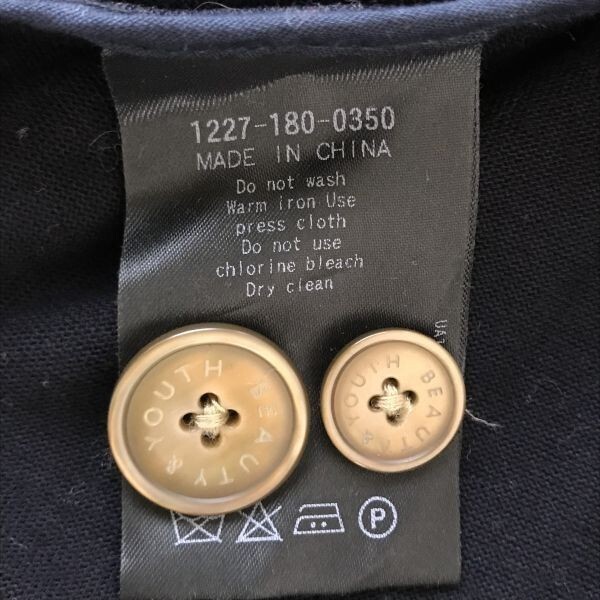 1227-180-0350
MADE IN CHINA
Do not wash
Warm iron Use
press cloth
Do not use
chlorine bleach
Dry clean
BEAUTY & YOUTH
BEAUTY & YOUTH
P